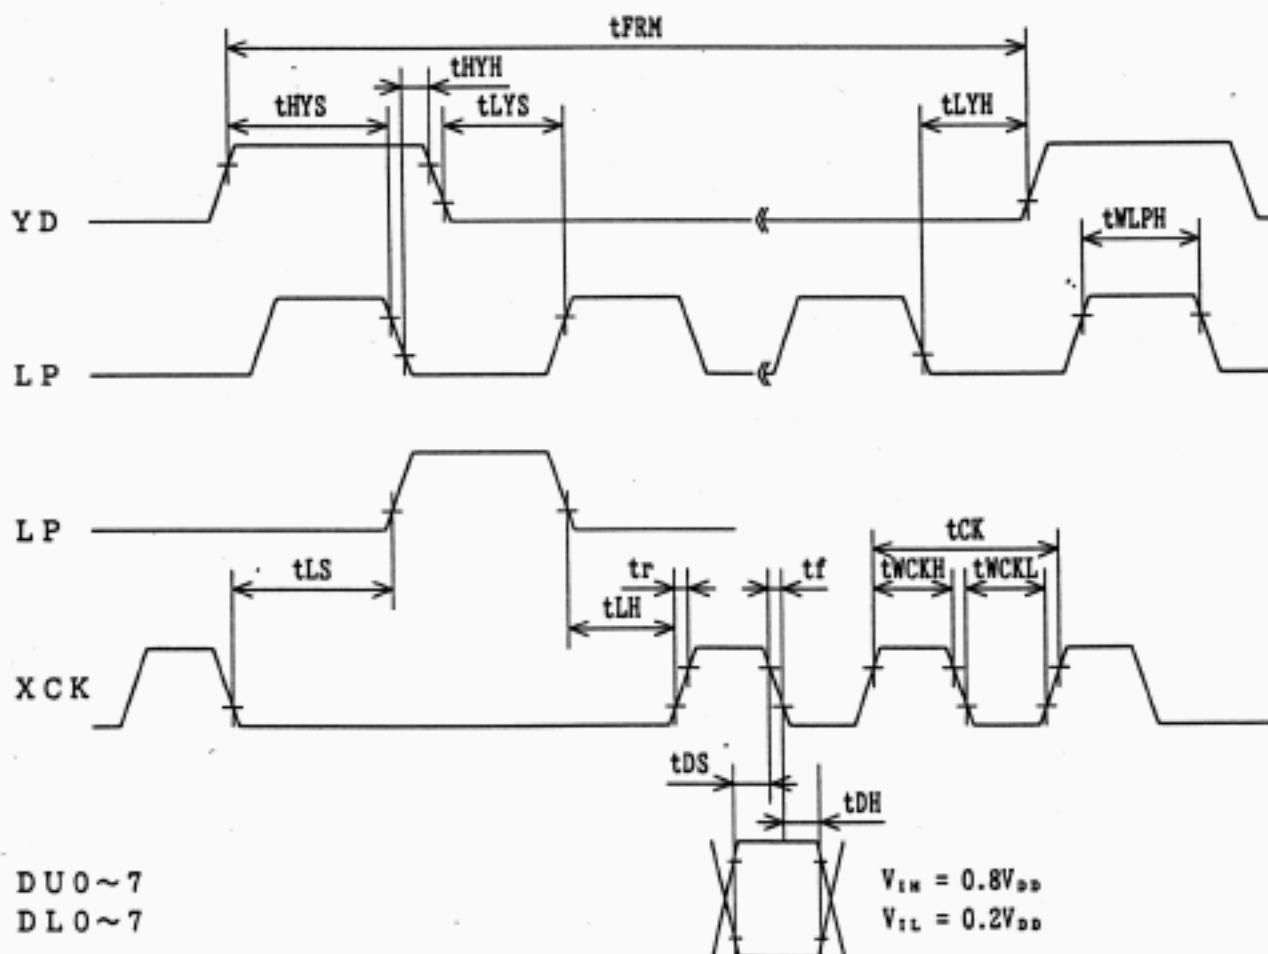 tFRM
tHYH
tHYS
tLYS
tLYH
YD
tWLPH
LP
LP
tCK
tLS
tr
tf
tWCKH
tWCKL
tLH
XCK
tDS
tDH
DU0~7
VIH = 0.8VDD
DL0~7
VIL = 0.2VDD